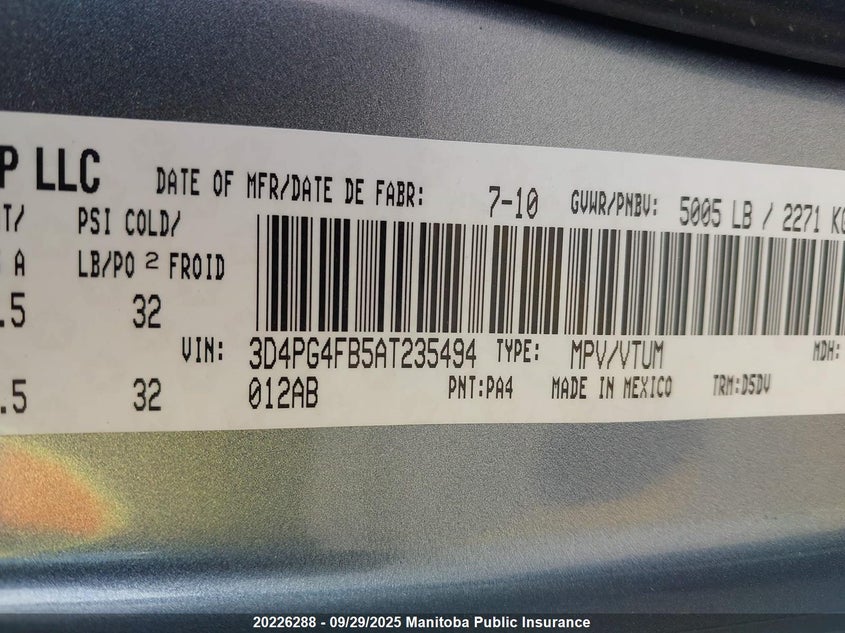 P LLC
DATE OF MFR/DATE DE FABR: 7-10 GVWR/PNBV: 5005 LB / 2271 KG
T/ PSI COLD/
A LB/PO 2 FROID
.5 32
VIN: 3D4PG4FB5AT235494 TYPE: MPV/VTUM MDH:
.5 32 012AB PNT:PA4 MADE IN MEXICO TRM:D5DV
20226288 - 09/29/2025 Manitoba Public Insurance